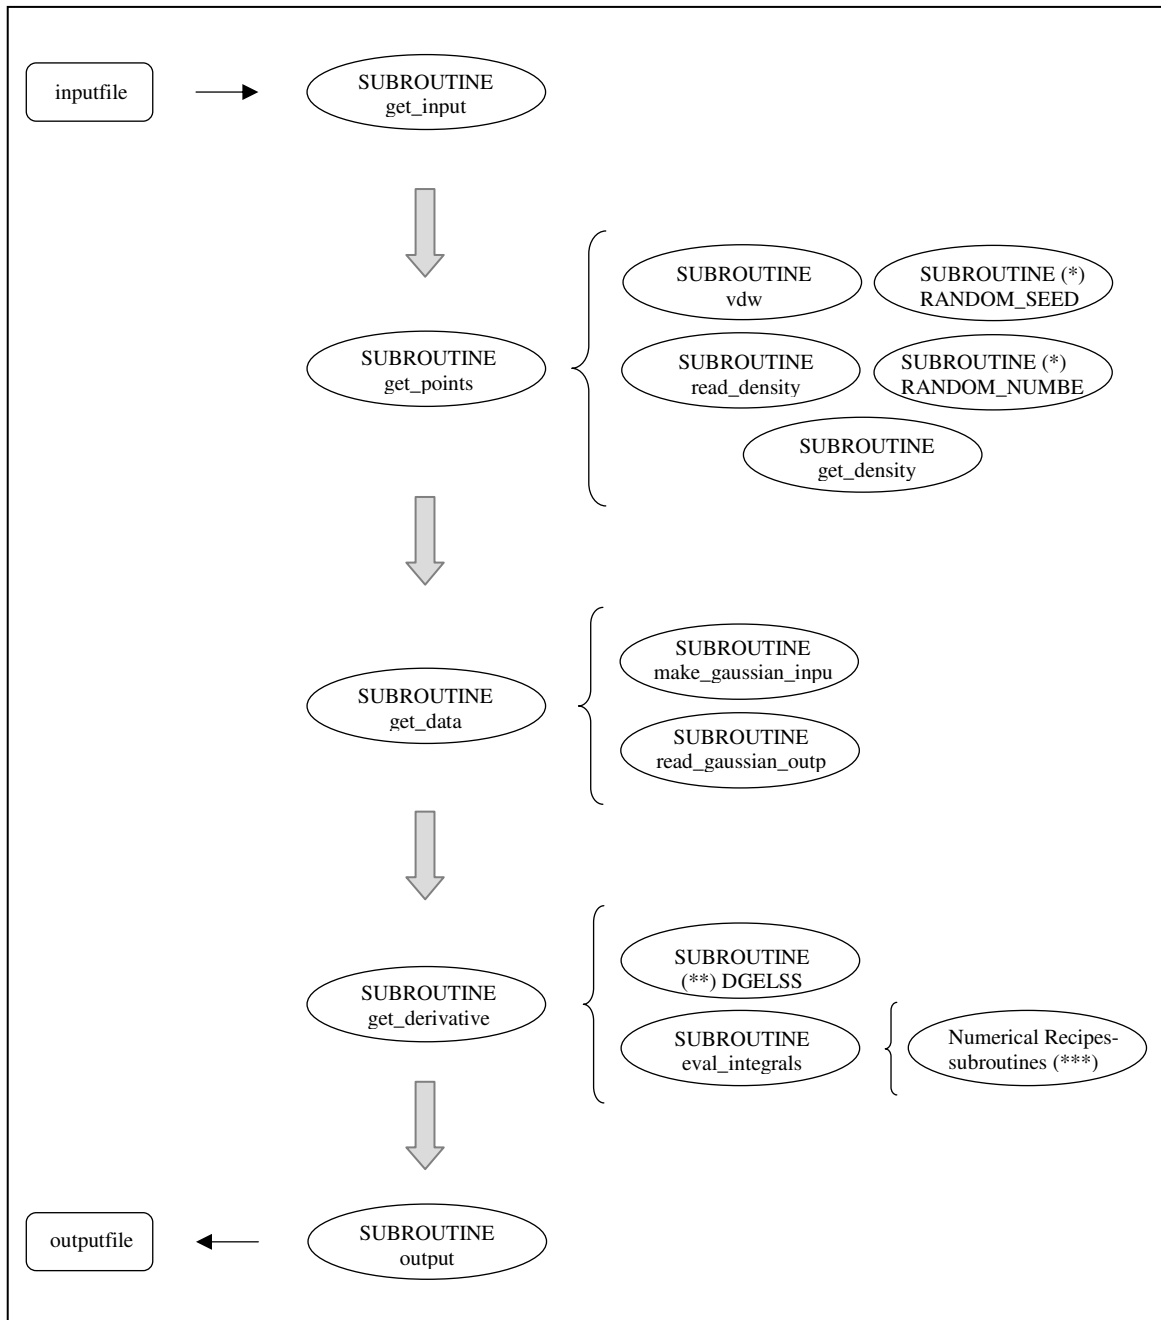 inputfile
SUBROUTINE
get_input
SUBROUTINE
vdw
SUBROUTINE (*)
RANDOM_SEED
SUBROUTINE
get_points
SUBROUTINE
read_density
SUBROUTINE (*)
RANDOM_NUMBE
SUBROUTINE
get_density
SUBROUTINE
get_data
SUBROUTINE
make_gaussian_inpu
SUBROUTINE
read_gaussian_outp
SUBROUTINE
get_derivative
SUBROUTINE
(**) DGELSS
SUBROUTINE
eval_integrals
Numerical Recipes-
subroutines (***)
outputfile
SUBROUTINE
output